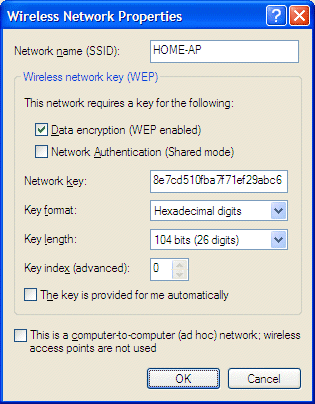 Wireless Network Properties
Network name (SSID): HOME-AP
Wireless network key (WEP)
This network requires a key for the following:
Data encryption (WEP enabled)
Network Authentication (Shared mode)
Network key: 8e7cd510fba7f71ef29abc6
Key format: Hexadecimal digits
Key length: 104 bits (26 digits)
Key index (advanced): 0
The key is provided for me automatically
This is a computer-to-computer (ad hoc) network; wireless
access points are not used
OK Cancel